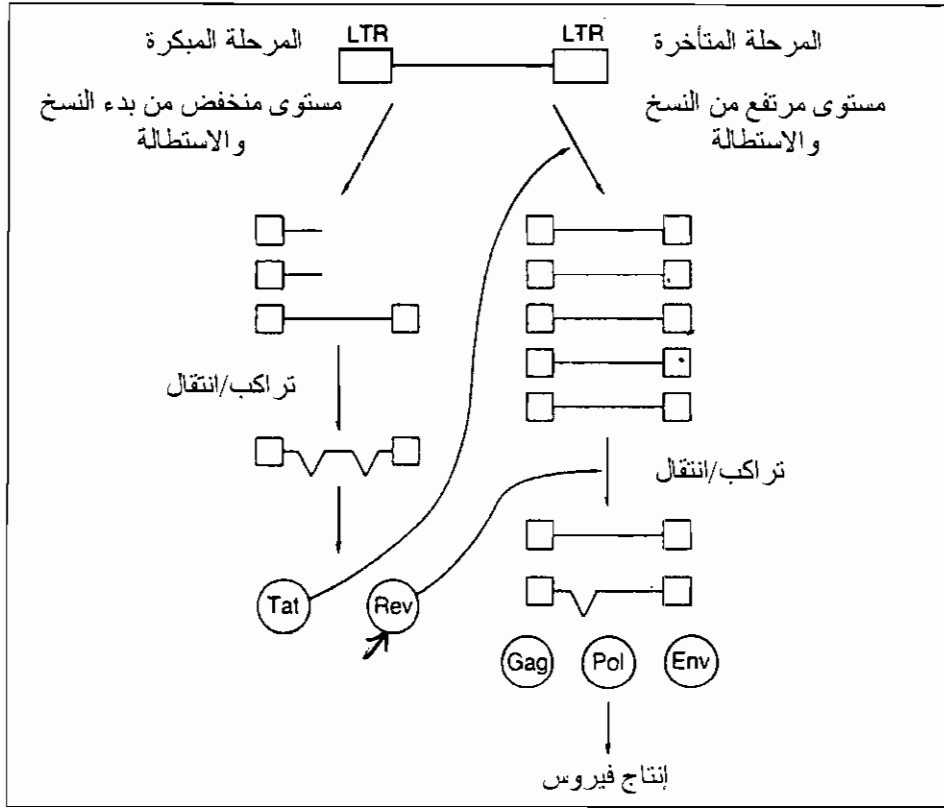 المرحلة المبكرة
LTR
LTR
المرحلة المتأخرة
مستوى منخفض من بدء النسخ
والاستطالة
مستوى مرتفع من النسخ
والاستطالة
تراكب/انتقال
تراكب/انتقال
Tat
Rev
Gag
Pol
Env
إنتاج فيروس